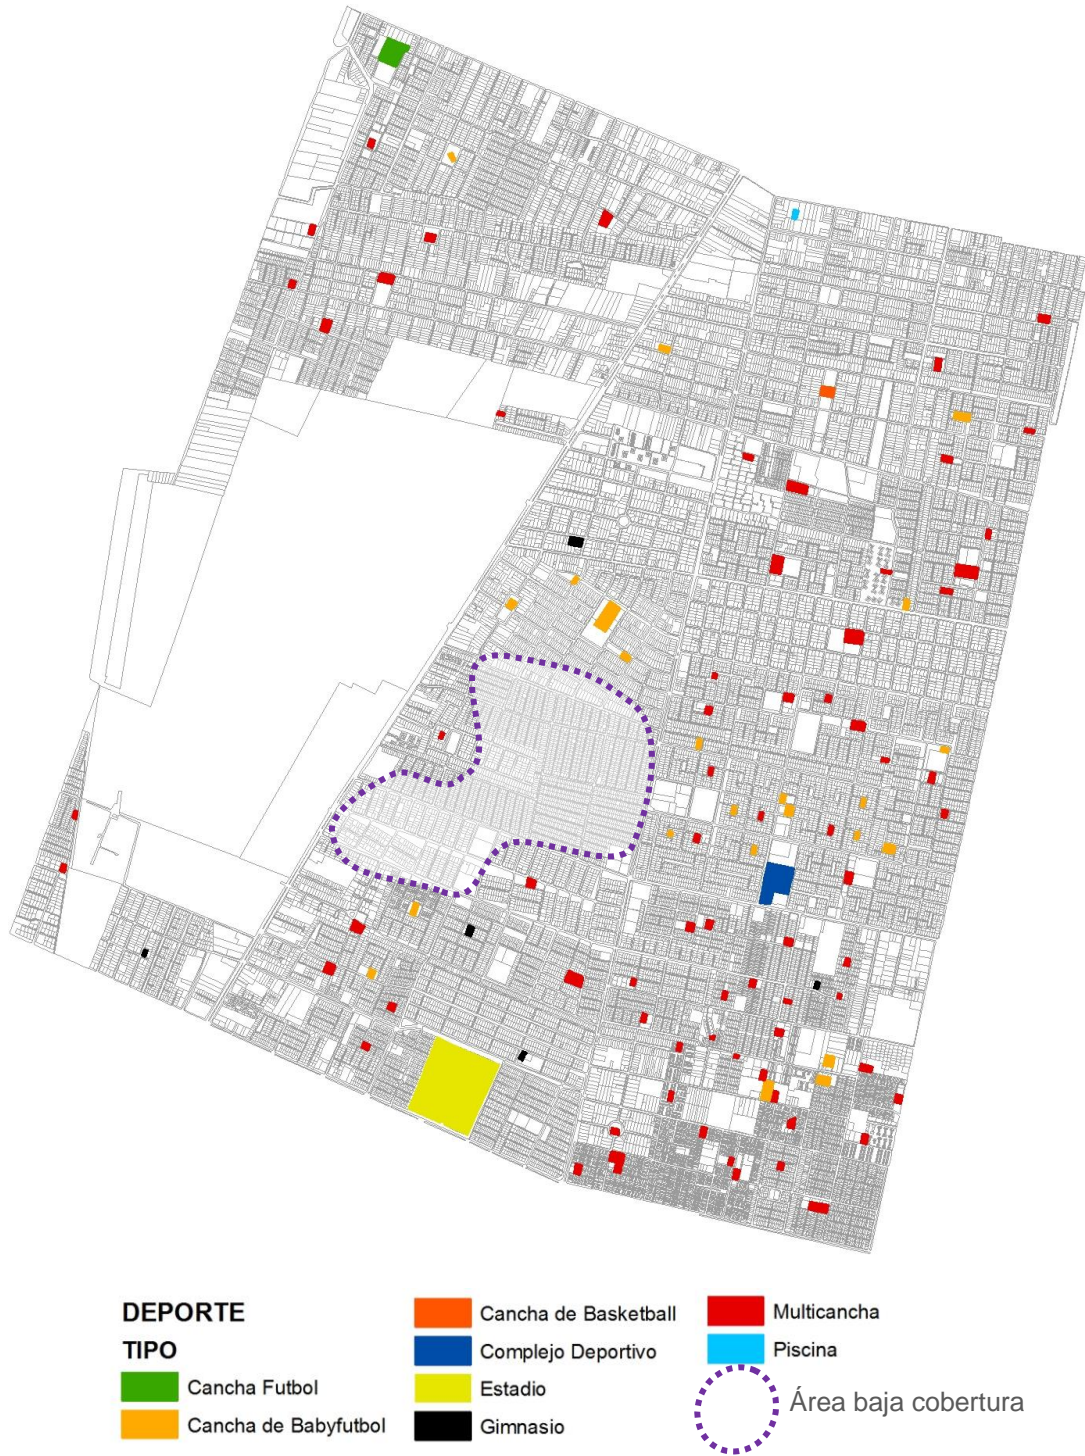 DEPORTE
TIPO
Cancha Futbol
Cancha de Babyfutbol
Cancha de Basketball
Complejo Deportivo
Estadio
Gimnasio
Multicancha
Piscina
Área baja cobertura